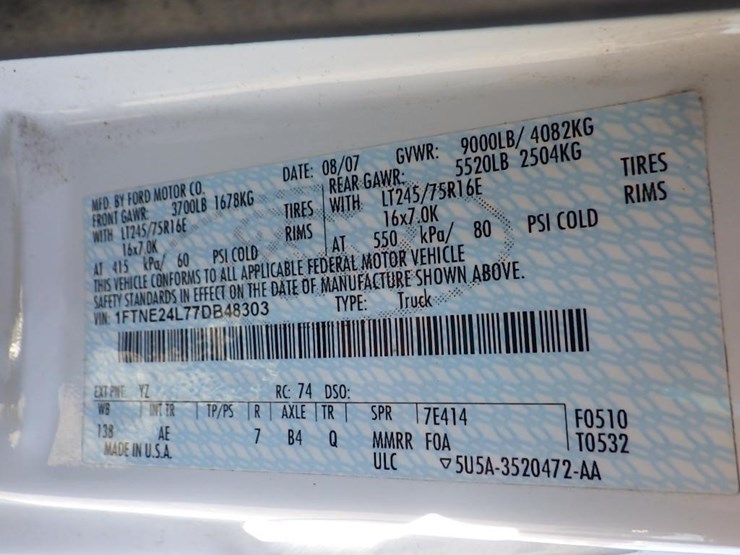 MFD. BY FORD MOTOR CO. DATE: 08/07 GVWR: 9000LB/ 4082KG
FRONT GAWR: 3700LB 1678KG REAR GAWR: 5520LB 2504KG
WITH LT245/75R16E TIRES WITH LT245/75R16E TIRES
16x7.0K RIMS 16x7.0K RIMS
AT 415 kPa/ 60 PSI COLD AT 550 kPa/ 80 PSI COLD
THIS VEHICLE CONFORMS TO ALL APPLICABLE FEDERAL MOTOR VEHICLE
SAFETY STANDARDS IN EFFECT ON THE DATE OF MANUFACTURE SHOWN ABOVE.
VIN: 1FTNE24L77DB48303 TYPE: Truck
EXT PNT: YZ RC: 74 DSO:
WB INT TR TP/PS R AXLE TR SPR 7E414 F0510
138 AE 7 B4 Q MMRR FOA T0532
MADE IN U.S.A. ULC ▽5U5A-3520472-AA